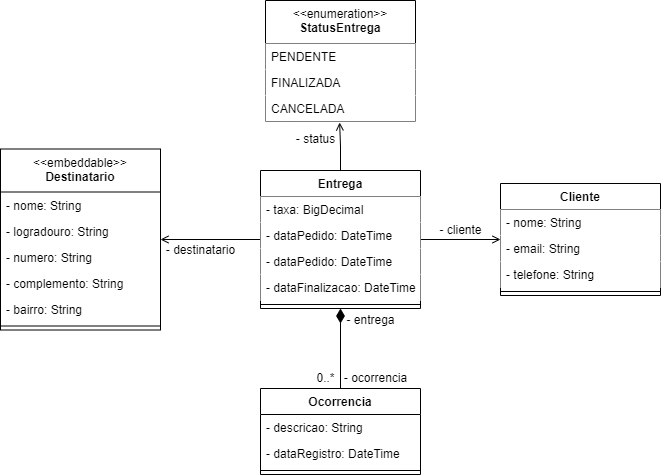 <<enumeration>>
StatusEntrega
PENDENTE
FINALIZADA
CANCELADA
- status
<<embeddable>>
Destinatario
- nome: String
- logradouro: String
- numero: String
- complemento: String
- bairro: String
- destinatario
Entrega
- taxa: BigDecimal
- dataPedido: DateTime
- dataPedido: DateTime
- dataFinalizacao: DateTime
- cliente
Cliente
- nome: String
- email: String
- telefone: String
- entrega
0..* - ocorrencia
Ocorrencia
- descricao: String
- dataRegistro: DateTime